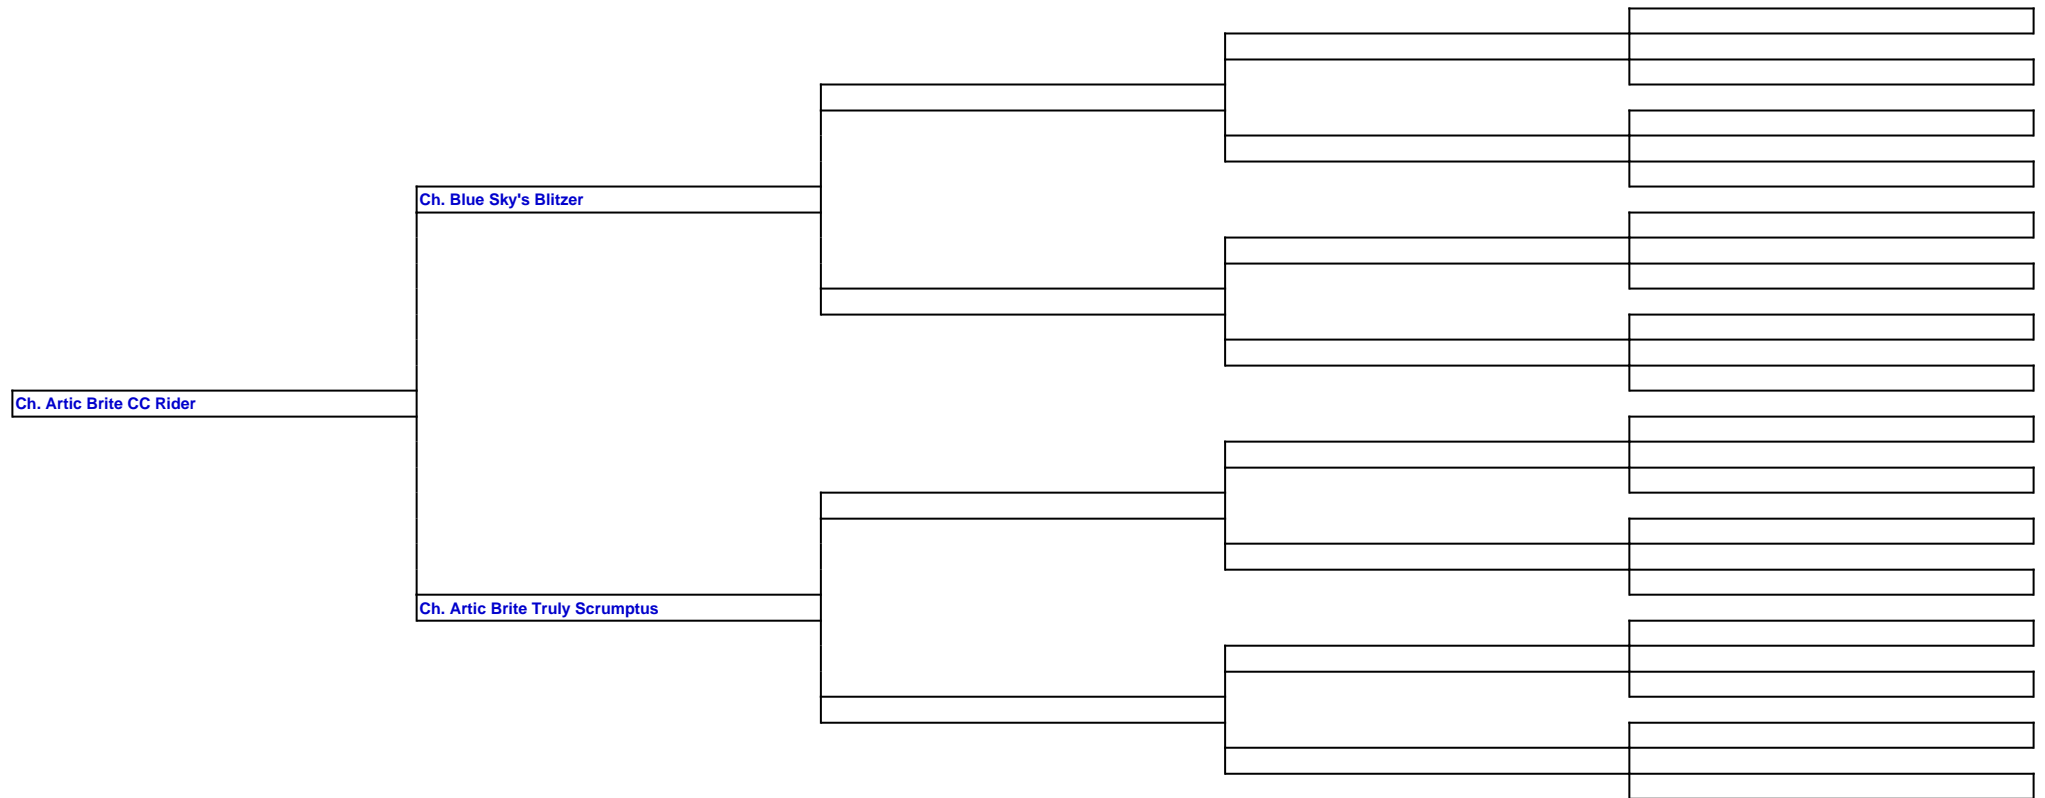 Ch. Blue Sky's Blitzer
Ch. Artic Brite CC Rider
Ch. Artic Brite Truly Scrumptus